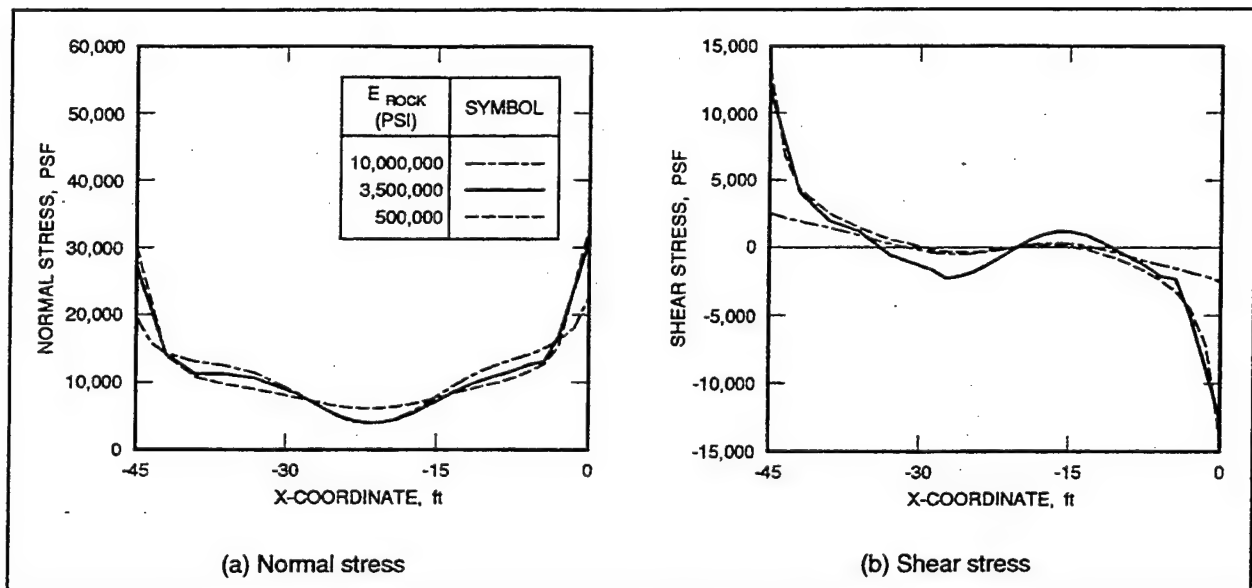 60,000
50,000
40,000
30,000
20,000
10,000
0
NORMAL STRESS, PSF
-45
-30
-15
0
X-COORDINATE, ft
E ROCK
(PSI)
SYMBOL
10,000,000
3,500,000
500,000
(a) Normal stress
15,000
10,000
5,000
0
-5,000
-10,000
-15,000
SHEAR STRESS, PSF
-45
-30
-15
0
X-COORDINATE, ft
(b) Shear stress